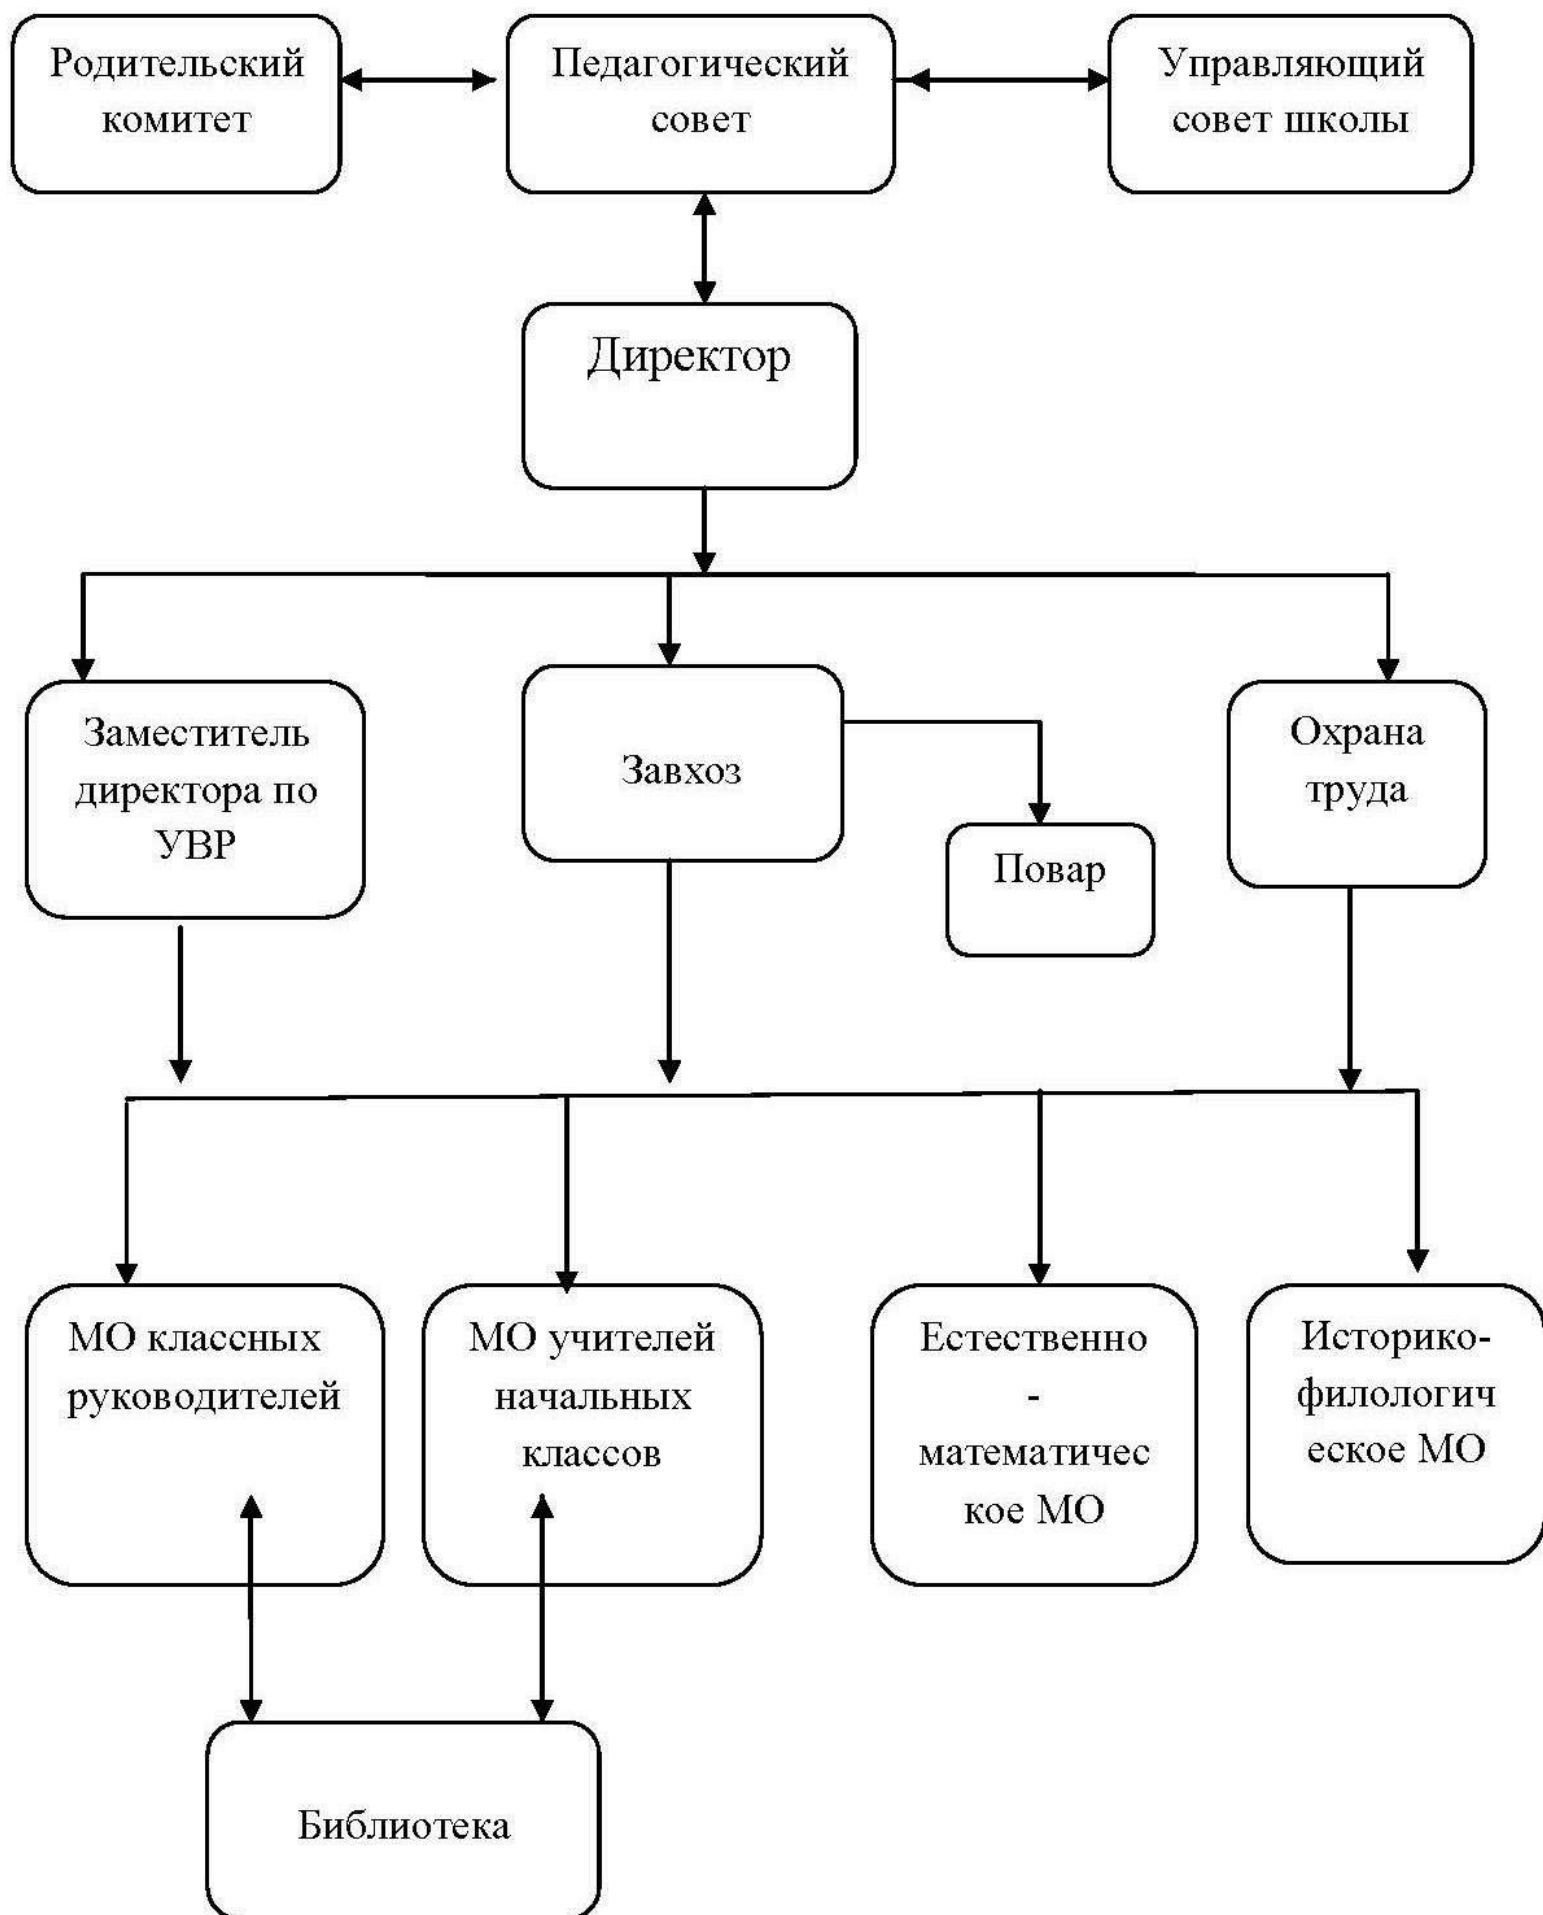 Родительский
комитет
Педагогический
совет
Управляющий
совет школы
Директор
Заместитель
директора по
УВР
Завхоз
Повар
Охрана
труда
МО классных
руководителей
МО учителей
начальных
классов
Естественно
-
математичес
кое МО
Историко-
филологич
еское МО
Библиотека